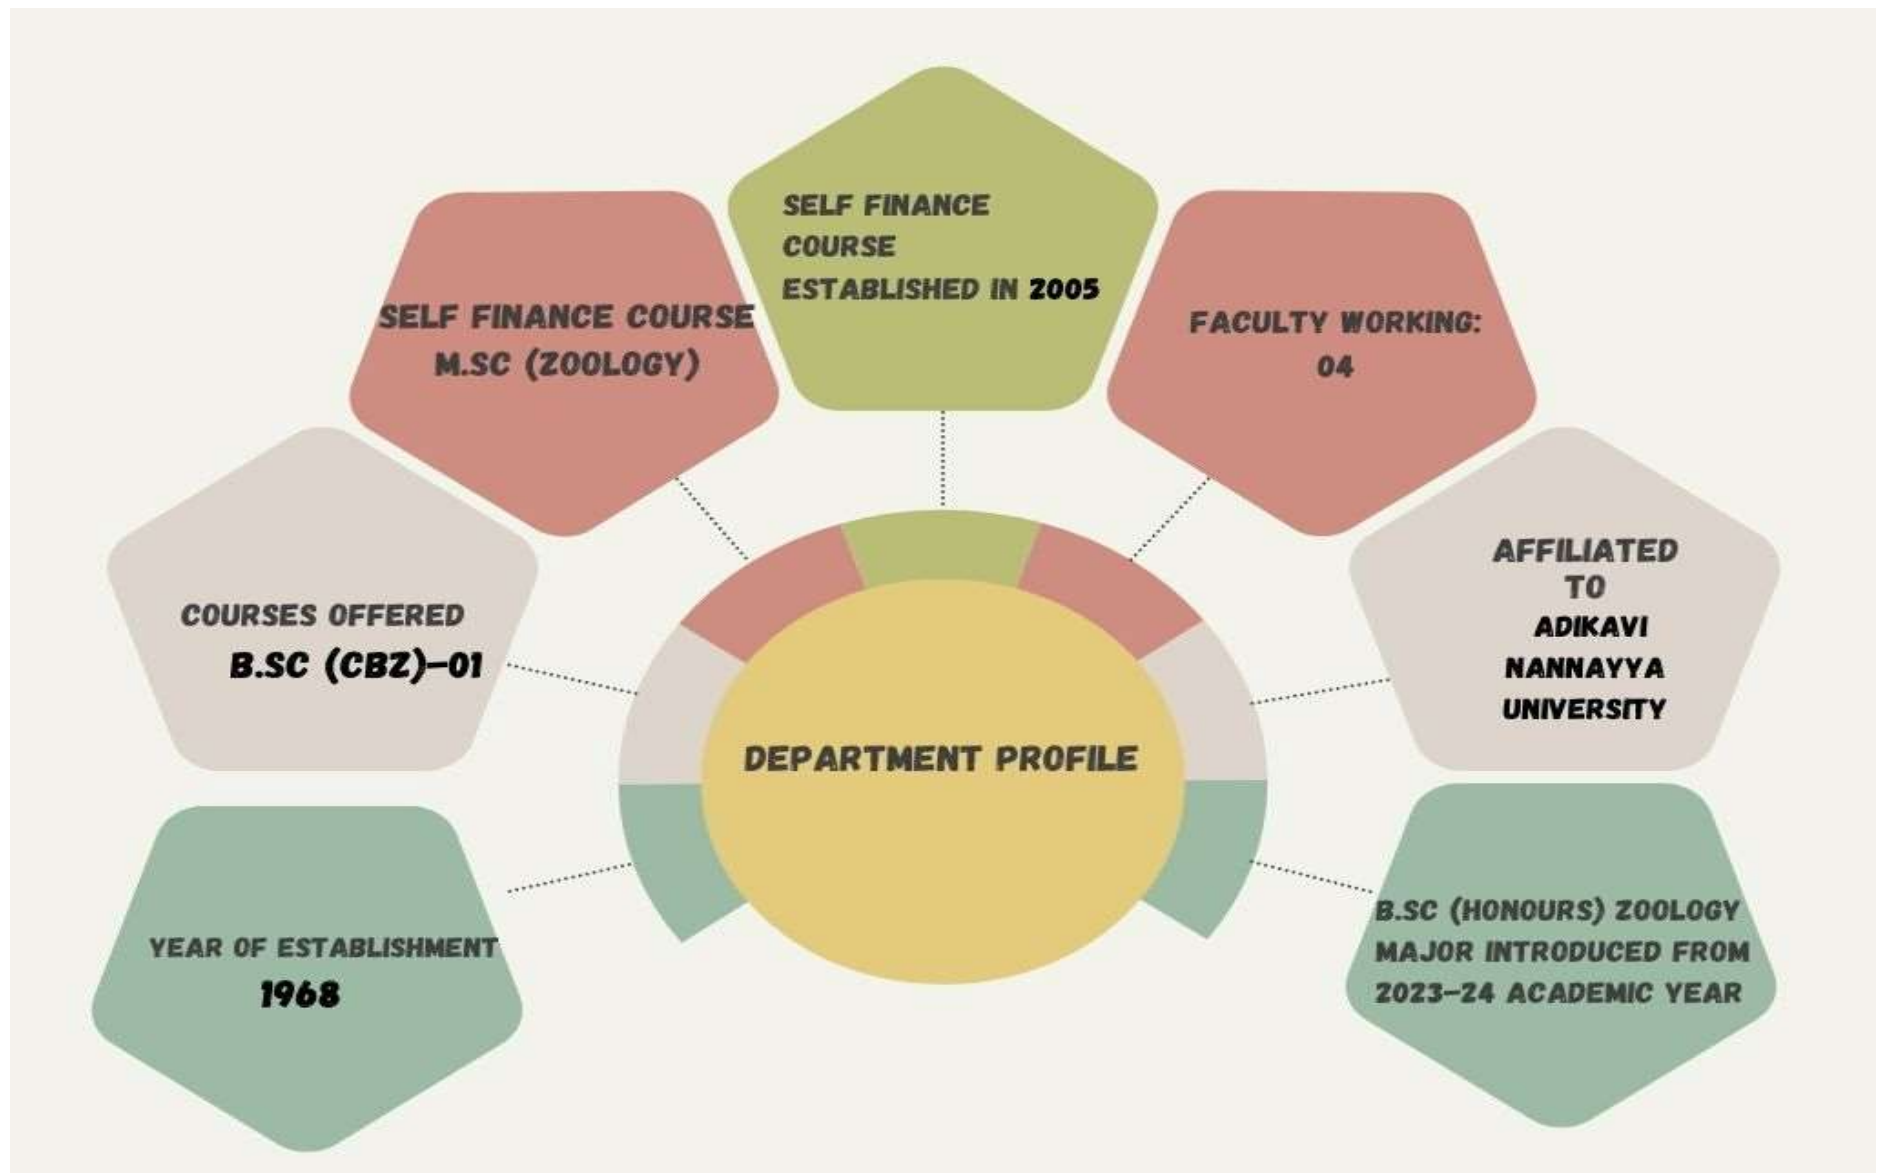 SELF FINANCE
COURSE
ESTABLISHED IN 2005
SELF FINANCE COURSE
M.SC (ZOOLOGY)
FACULTY WORKING:
04
COURSES OFFERED
B.SC (CBZ)-01
AFFILIATED
TO
ADIKAVI
NANNAYYA
UNIVERSITY
DEPARTMENT PROFILE
YEAR OF ESTABLISHMENT
1968
B.SC (HONOURS) ZOOLOGY
MAJOR INTRODUCED FROM
2023-24 ACADEMIC YEAR